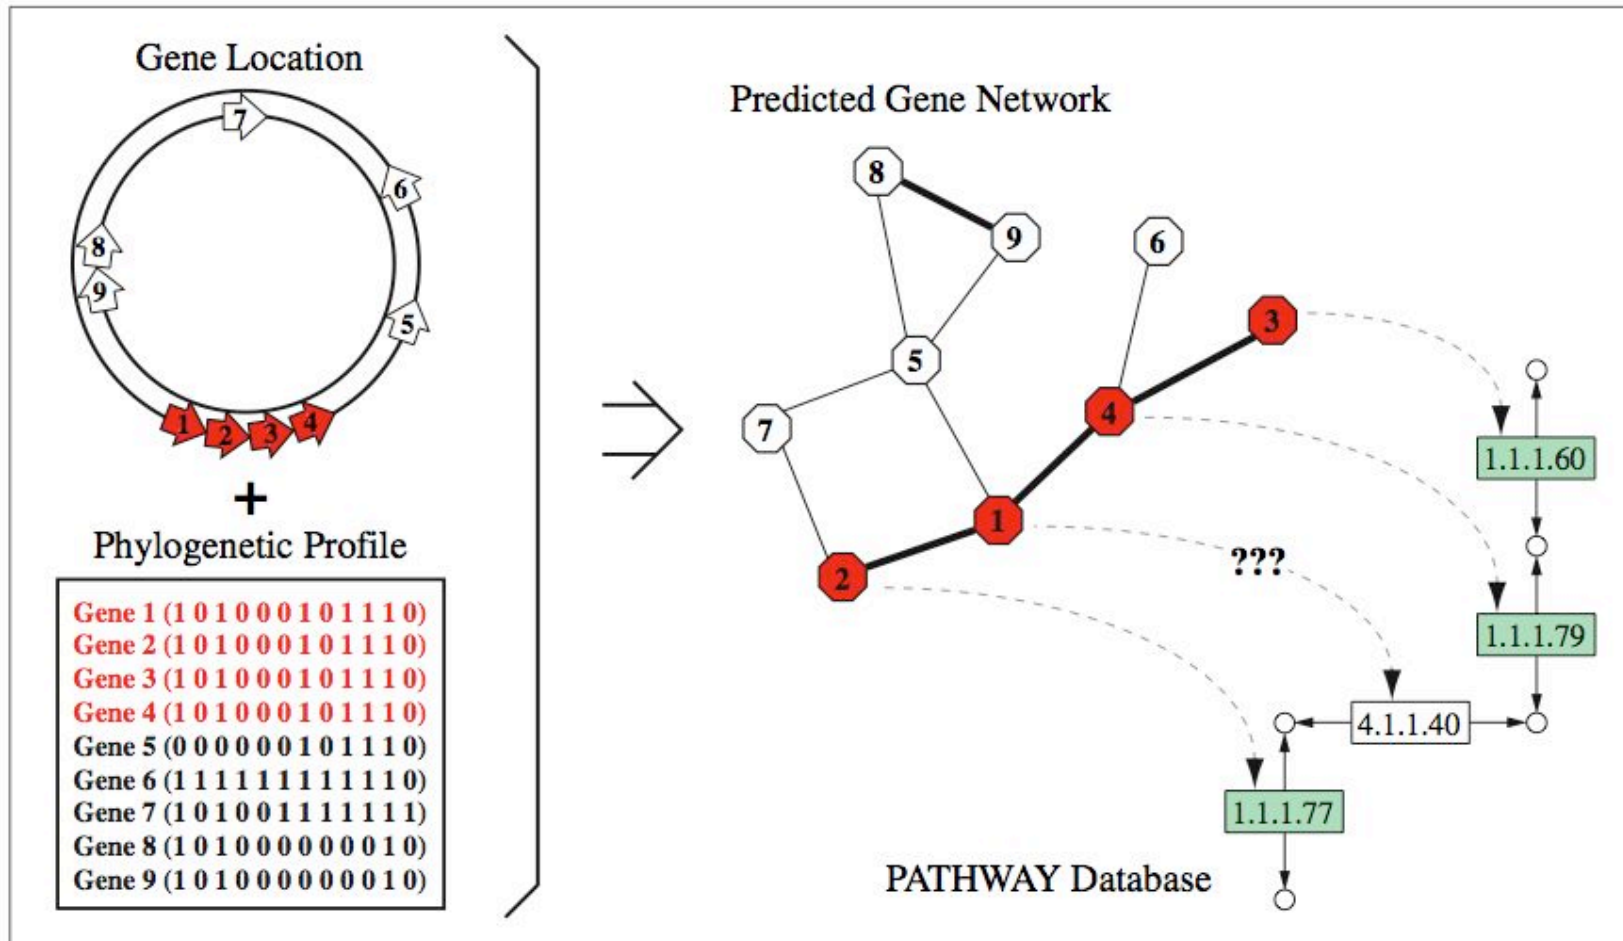 Gene Location
7
6
8
9
5
1
2
3
4
+
Phylogenetic Profile
Gene 1 (1 0 1 0 0 0 1 0 1 1 1 0)
Gene 2 (1 0 1 0 0 0 1 0 1 1 1 0)
Gene 3 (1 0 1 0 0 0 1 0 1 1 1 0)
Gene 4 (1 0 1 0 0 0 1 0 1 1 1 0)
Gene 5 (0 0 0 0 0 0 1 0 1 1 1 0)
Gene 6 (1 1 1 1 1 1 1 1 1 1 1 0)
Gene 7 (1 0 1 0 0 1 1 1 1 1 1 1)
Gene 8 (1 0 1 0 0 0 0 0 0 0 1 0)
Gene 9 (1 0 1 0 0 0 0 0 0 0 1 0)
Predicted Gene Network
8
9
6
3
5
4
7
1
2
???
1.1.1.60
1.1.1.79
4.1.1.40
1.1.1.77
PATHWAY Database